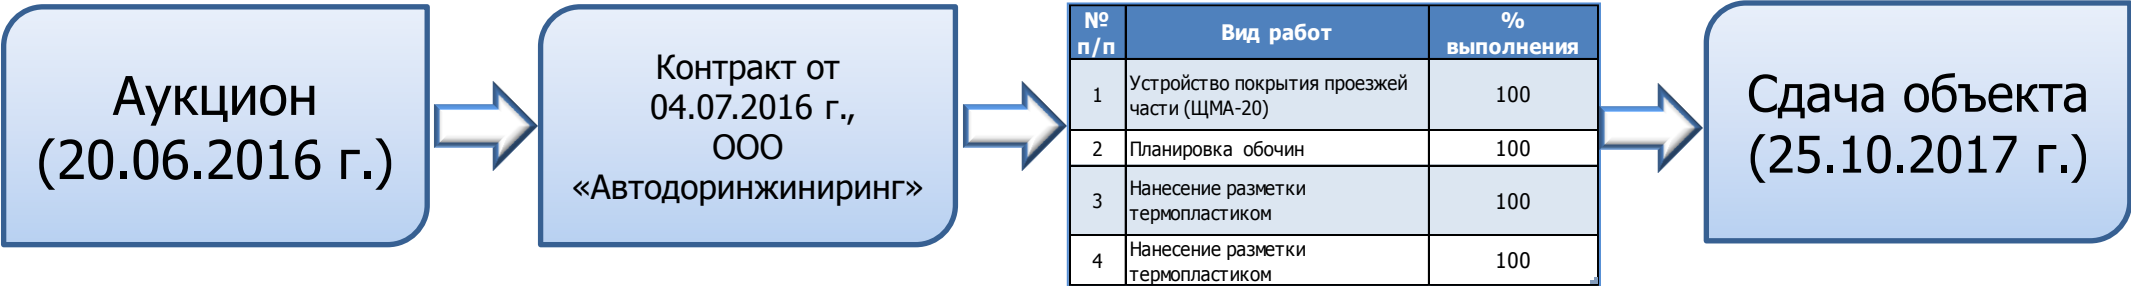 Аукцион
(20.06.2016 г.)
Контракт от
04.07.2016 г.,
ООО
«Автодоринжиниринг»
№ п/п Вид работ % выполнения
1 Устройство покрытия проезжей
части (ЩМА-20) 100
2 Планировка обочин 100
3 Нанесение разметки
термопластиком 100
4 Нанесение разметки
термопластиком 100
Сдача объекта
(25.10.2017 г.)